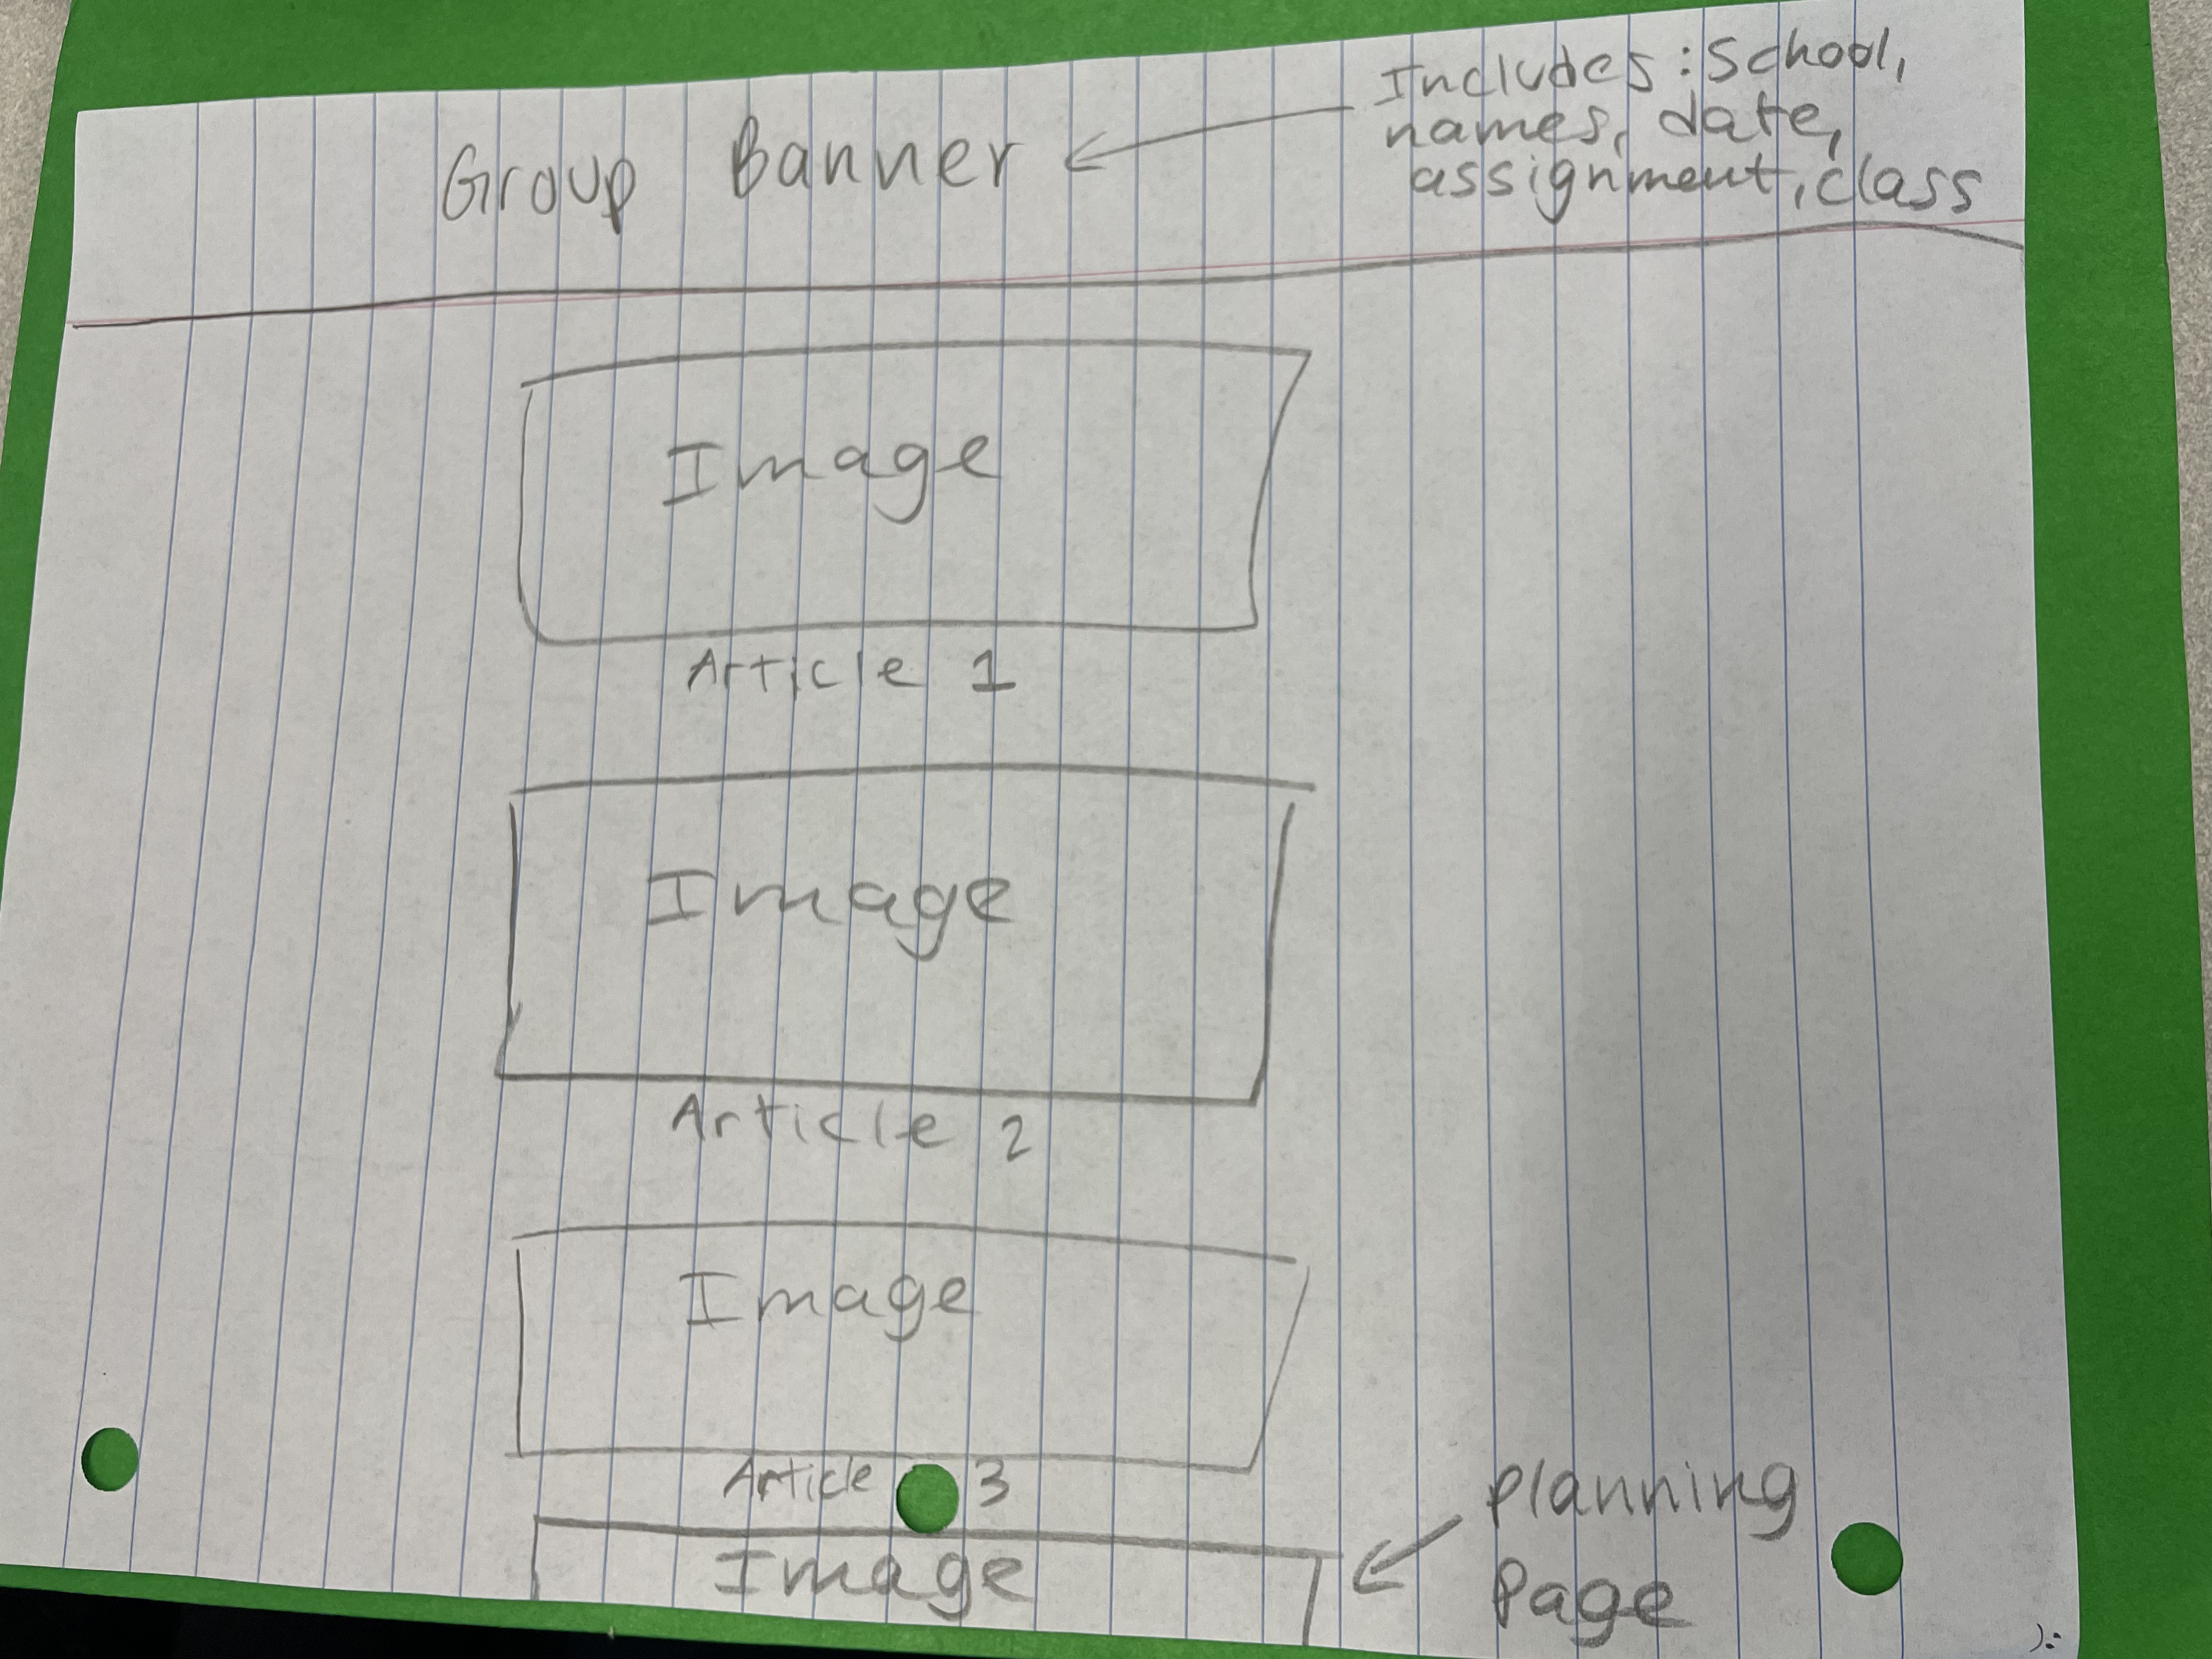 Includes: School,
names, date,
assignment, class
Group Banner
Image
Article 1
Image
Article 2
Image
Article 3
Image
Planning
Page
):